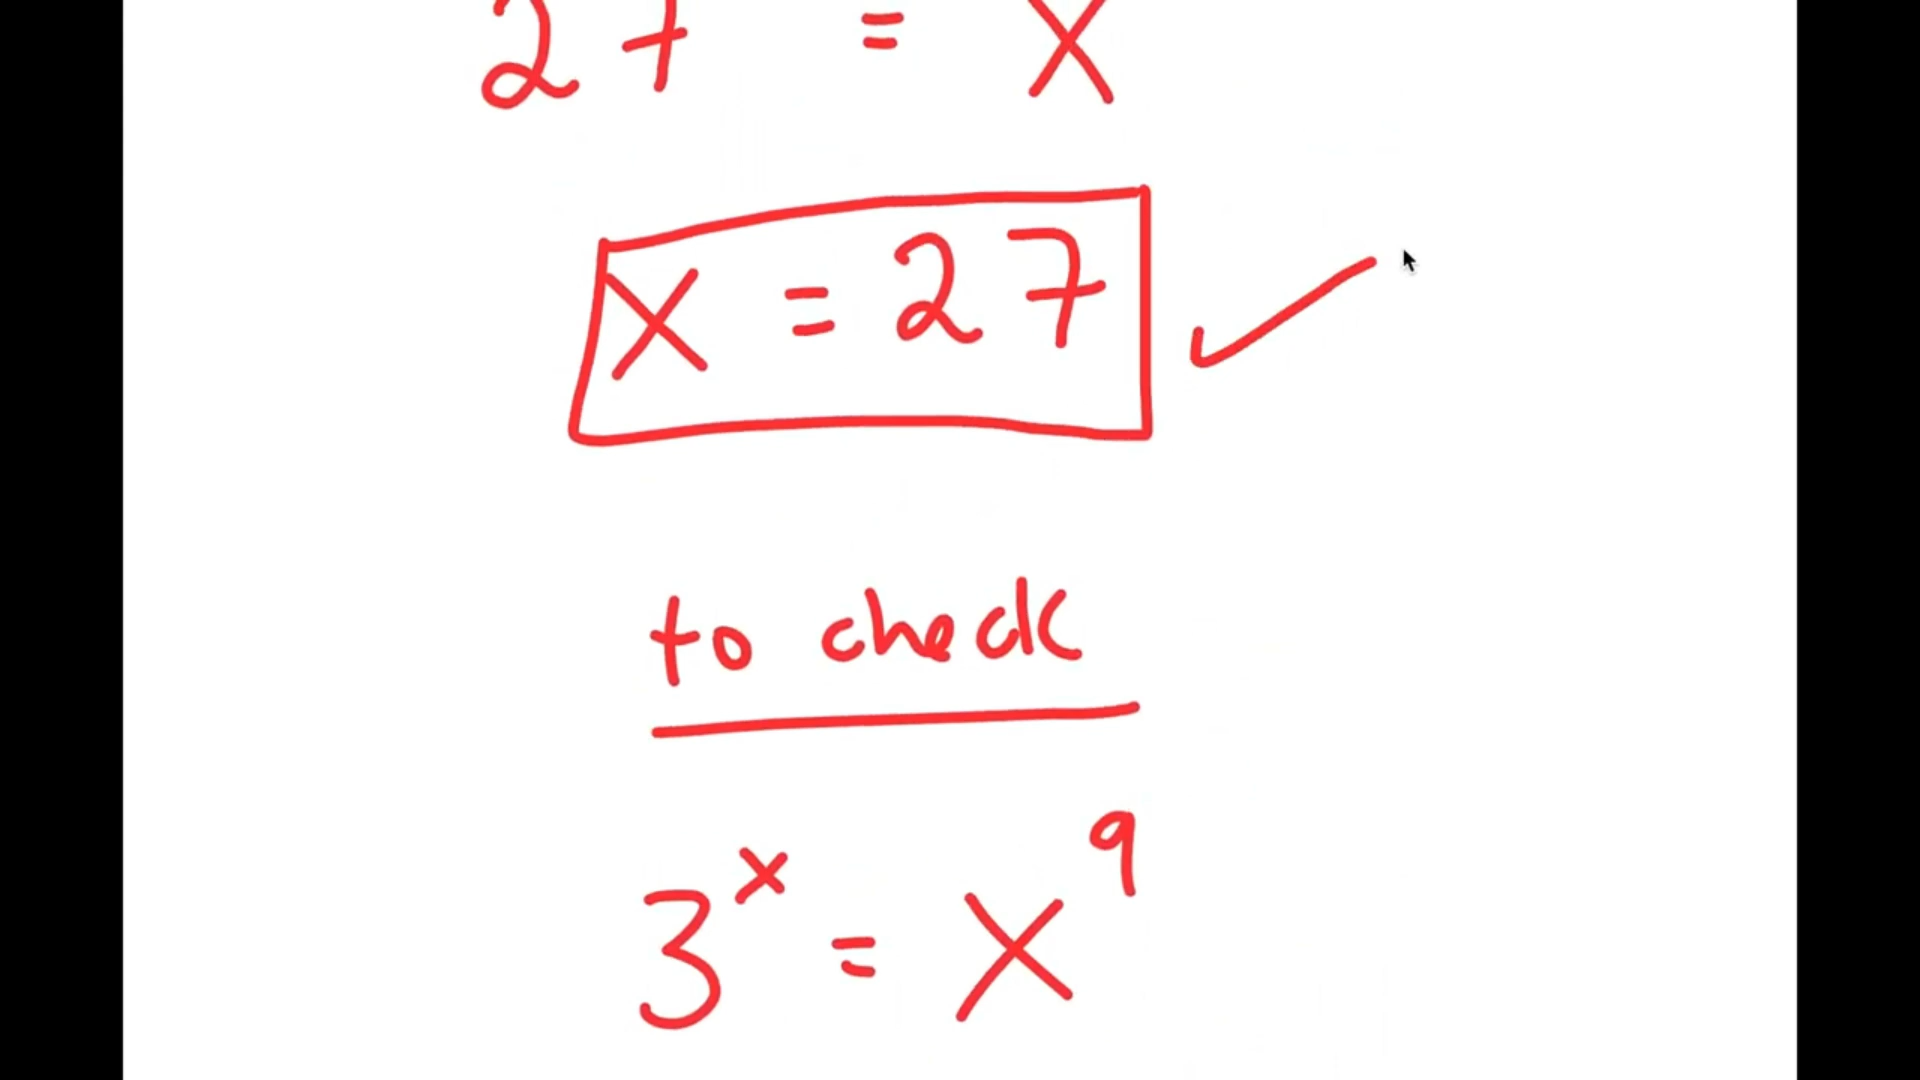 27 = x
x = 27
to check
3^x = x^9